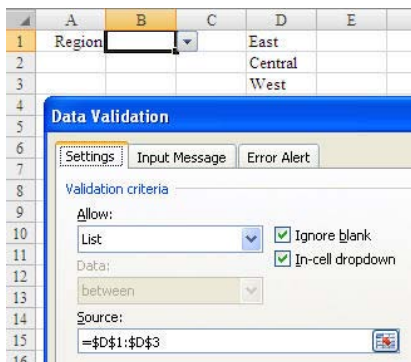 A B C D E
1 Region East
2 Central
3 West
4
5 Data Validation
6 Settings Input Message Error Alert
7
8 Validation criteria
9 Allow:
10 List Ignore blank
11 In-cell dropdown
12 Data:
13 between
14 Source:
15 =$D$1:$D$3
16